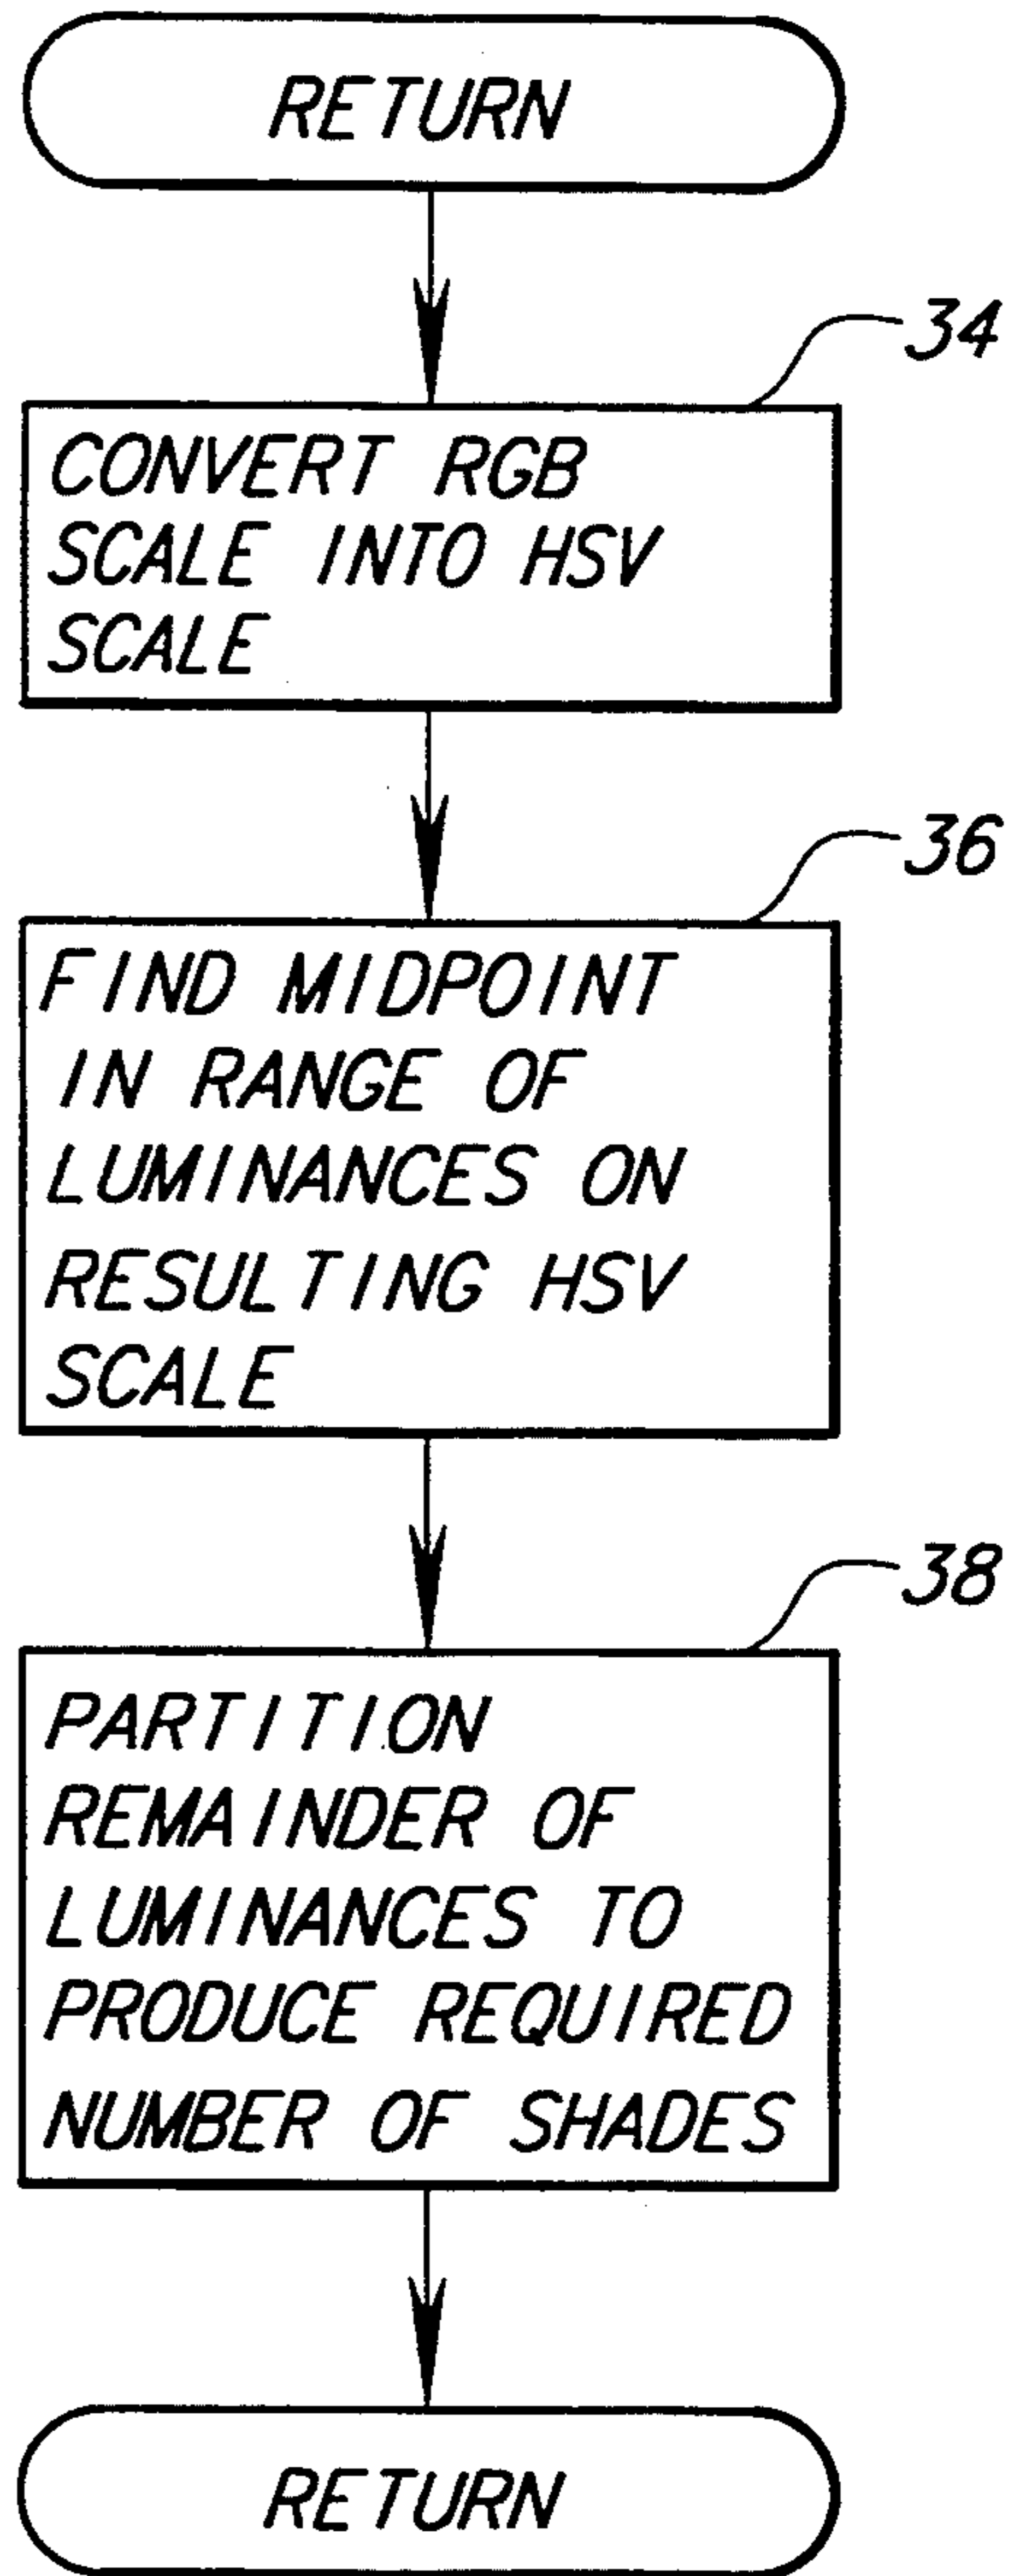 RETURN
34
CONVERT RGB
SCALE INTO HSV
SCALE
36
FIND MIDPOINT
IN RANGE OF
LUMINANCES ON
RESULTING HSV
SCALE
38
PARTITION
REMAINDER OF
LUMINANCES TO
PRODUCE REQUIRED
NUMBER OF SHADES
RETURN